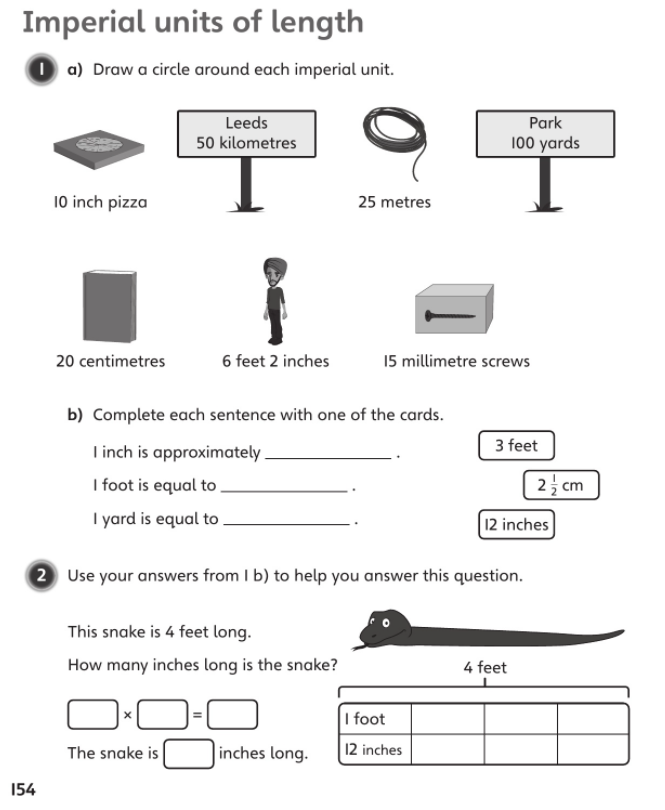 Imperial units of length
1 a) Draw a circle around each imperial unit.
Leeds
50 kilometres
Park
100 yards
10 inch pizza
25 metres
20 centimetres
6 feet 2 inches
15 millimetre screws
b) Complete each sentence with one of the cards.
1 inch is approximately ______________ .
3 feet
1 foot is equal to ______________ .
2 1/2 cm
1 yard is equal to ______________ .
12 inches
2 Use your answers from 1 b) to help you answer this question.
This snake is 4 feet long.
How many inches long is the snake?
4 feet
× =
1 foot
The snake is inches long.
12 inches
154